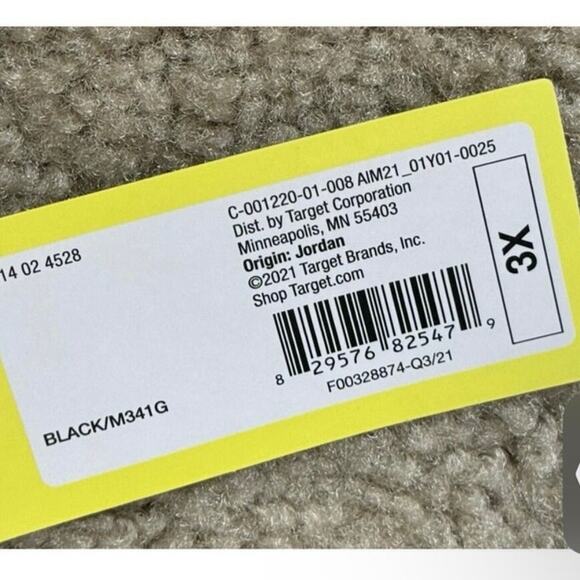 C-001220-01-008 AIM21_01Y01-0025
Dist. by Target Corporation
Minneapolis, MN 55403
Origin: Jordan
©2021 Target Brands, Inc.
Shop Target.com
14 02 4528
3X
8 29576 82547 9
F00328874-Q3/21
BLACK/M341G